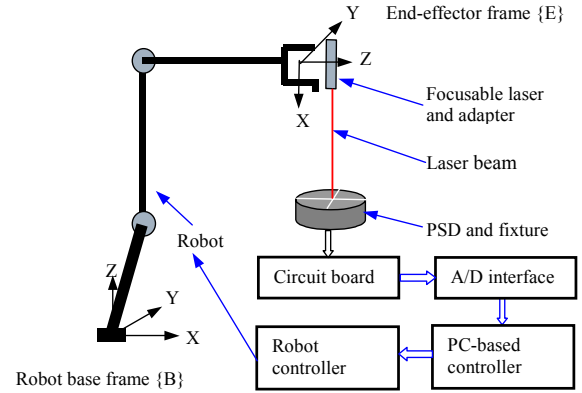 Y
End-effector frame {E}
Z
X
Focusable laser
and adapter
Laser beam
PSD and fixture
Robot
Z
Y
X
Circuit board
A/D interface
Robot
controller
PC-based
controller
Robot base frame {B}